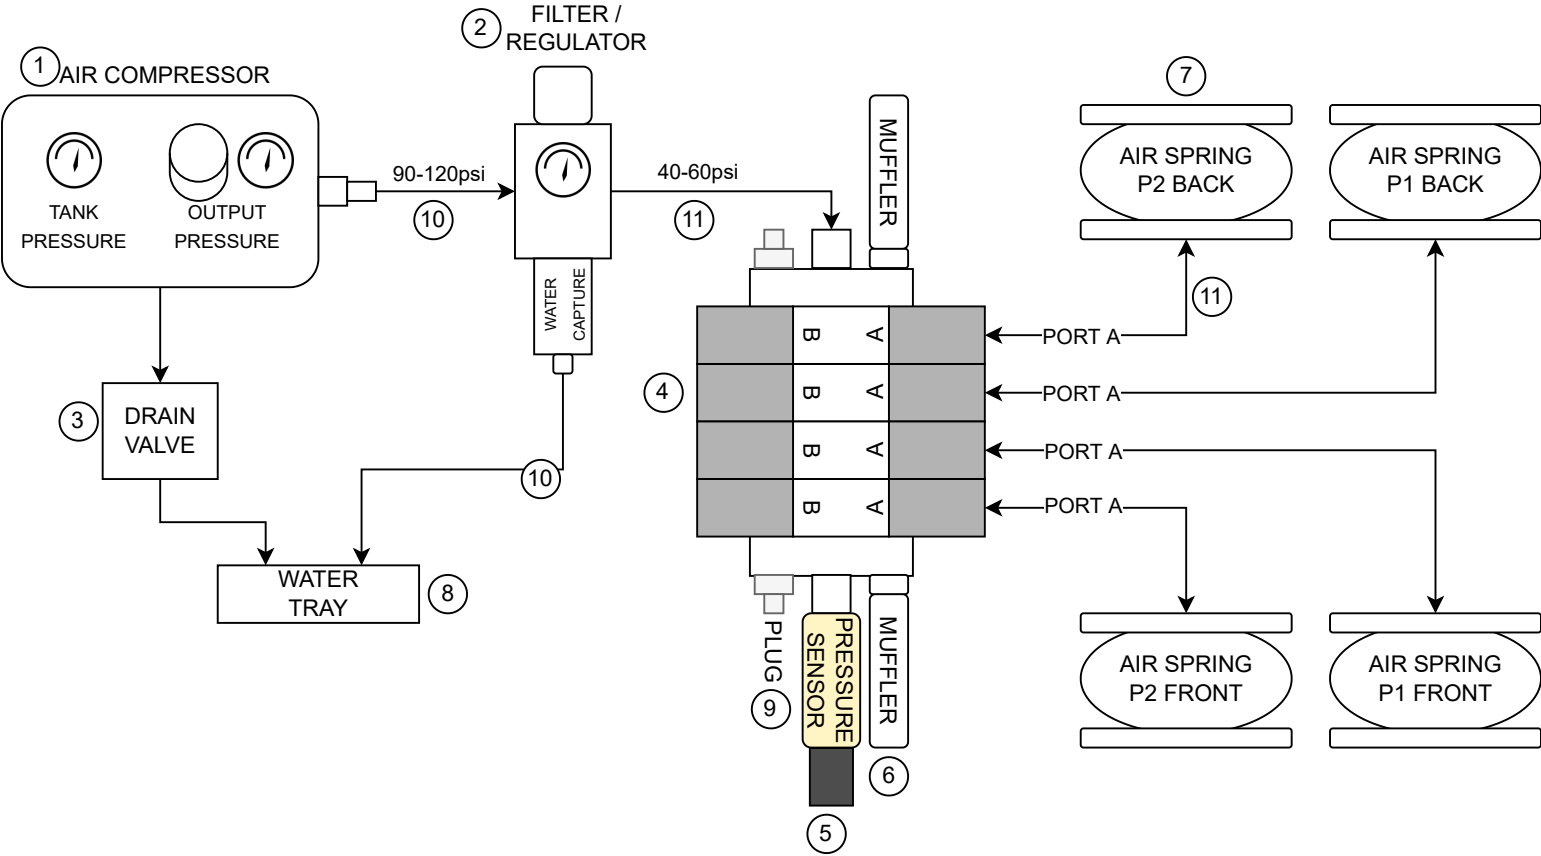 1
AIR COMPRESSOR
TANK
PRESSURE
OUTPUT
PRESSURE
2
FILTER /
REGULATOR
90-120psi
10
WATER
CAPTURE
40-60psi
11
3
DRAIN
VALVE
10
WATER
TRAY
8
MUFFLER
4
B A
B A
B A
B A
PORT A
PORT A
PORT A
PORT A
11
7
AIR SPRING
P2 BACK
AIR SPRING
P1 BACK
AIR SPRING
P2 FRONT
AIR SPRING
P1 FRONT
PLUG
9
PRESSURE
SENSOR
5
MUFFLER
6